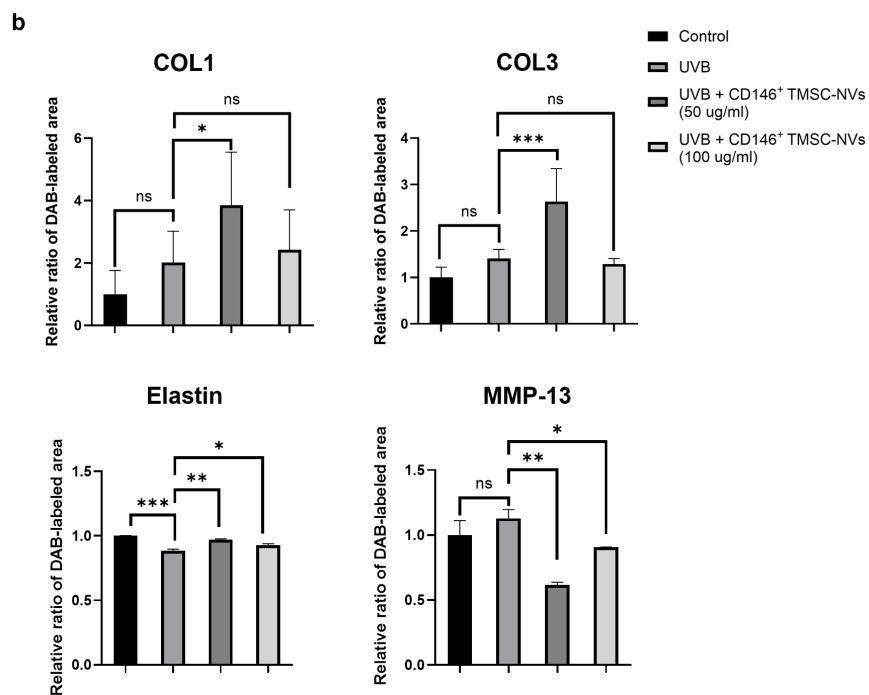 b
Control
UVB
UVB + CD146⁺ TMSC-NVs
(50 ug/ml)
UVB + CD146⁺ TMSC-NVs
(100 ug/ml)
COL1
Relative ratio of DAB-labeled area
6
4
2
0
ns
*
ns
COL3
Relative ratio of DAB-labeled area
4
3
2
1
0
ns
***
ns
Elastin
Relative ratio of DAB-labeled area
1.5
1.0
0.5
0.0
*
**
***
MMP-13
Relative ratio of DAB-labeled area
1.5
1.0
0.5
0.0
*
**
ns